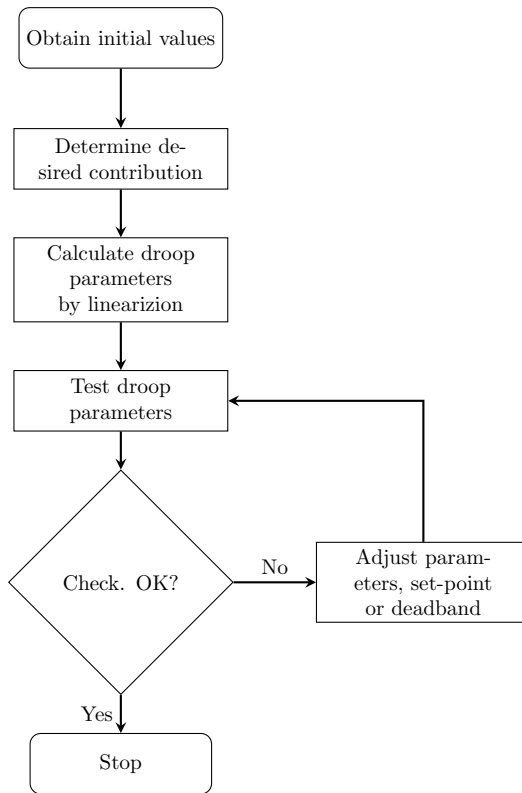 Obtain initial values
Determine de-
sired contribution
Calculate droop
parameters
by linearizion
Test droop
parameters
Check. OK?
No
Adjust param-
eters, set-point
or deadband
Yes
Stop